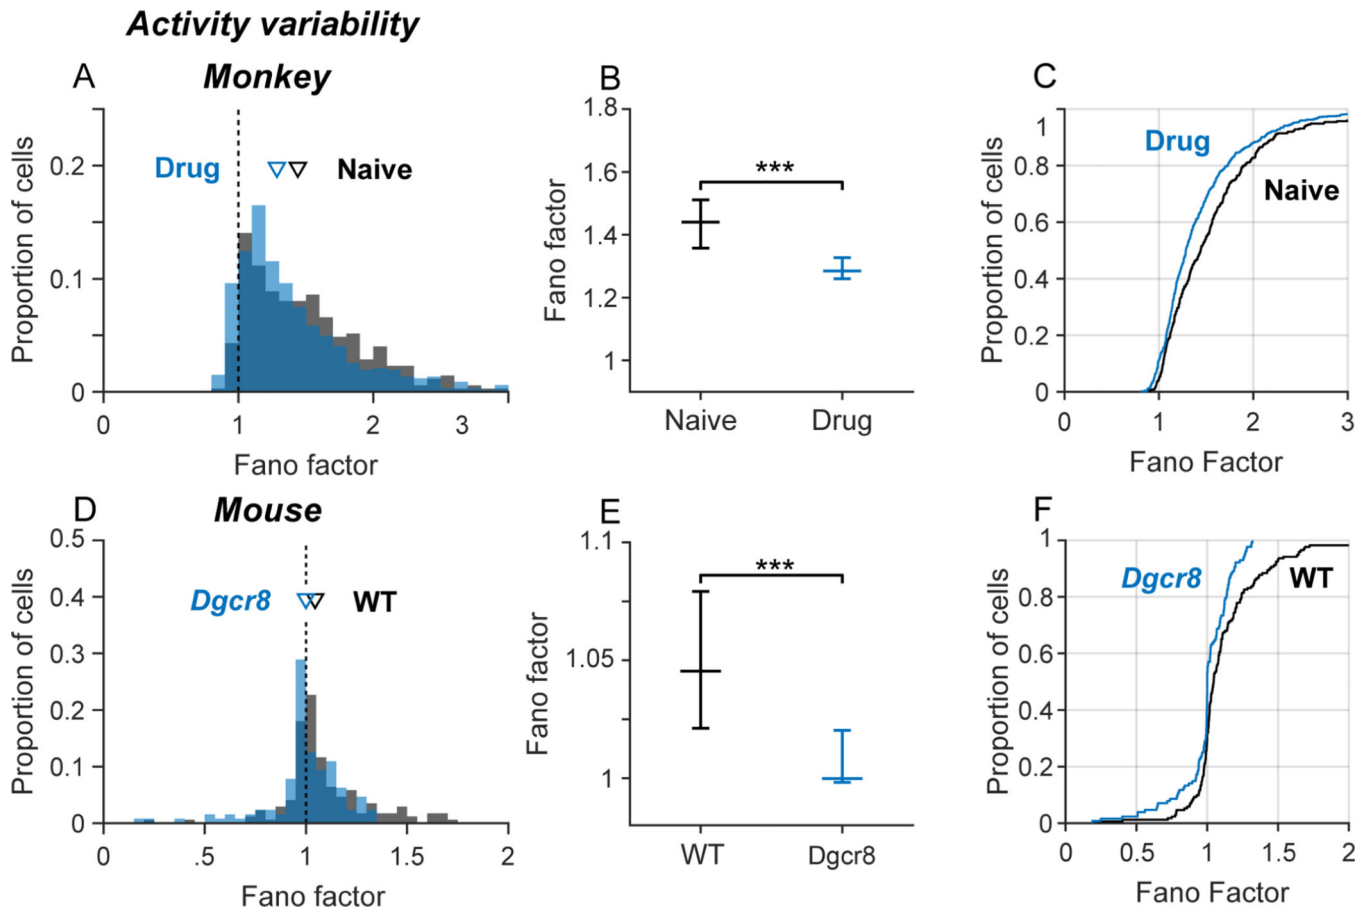 Activity variability
A
Monkey
Proportion of cells
0.2
0.1
0
Drug
Naive
0
1
2
3
Fano factor
B
Fano factor
1.8
1.6
1.4
1.2
1
***
Naive
Drug
C
Proportion of cells
1
0.8
0.6
0.4
0.2
0
Drug
Naive
0
1
2
3
Fano Factor
D
Mouse
Proportion of cells
0.5
0.4
0.3
0.2
0.1
0
Dgcr8
WT
0
.5
1
1.5
2
Fano factor
E
Fano factor
1.1
1.05
1
***
WT
Dgcr8
F
Proportion of cells
1
0.8
0.6
0.4
0.2
0
Dgcr8
WT
0
0.5
1
1.5
2
Fano Factor